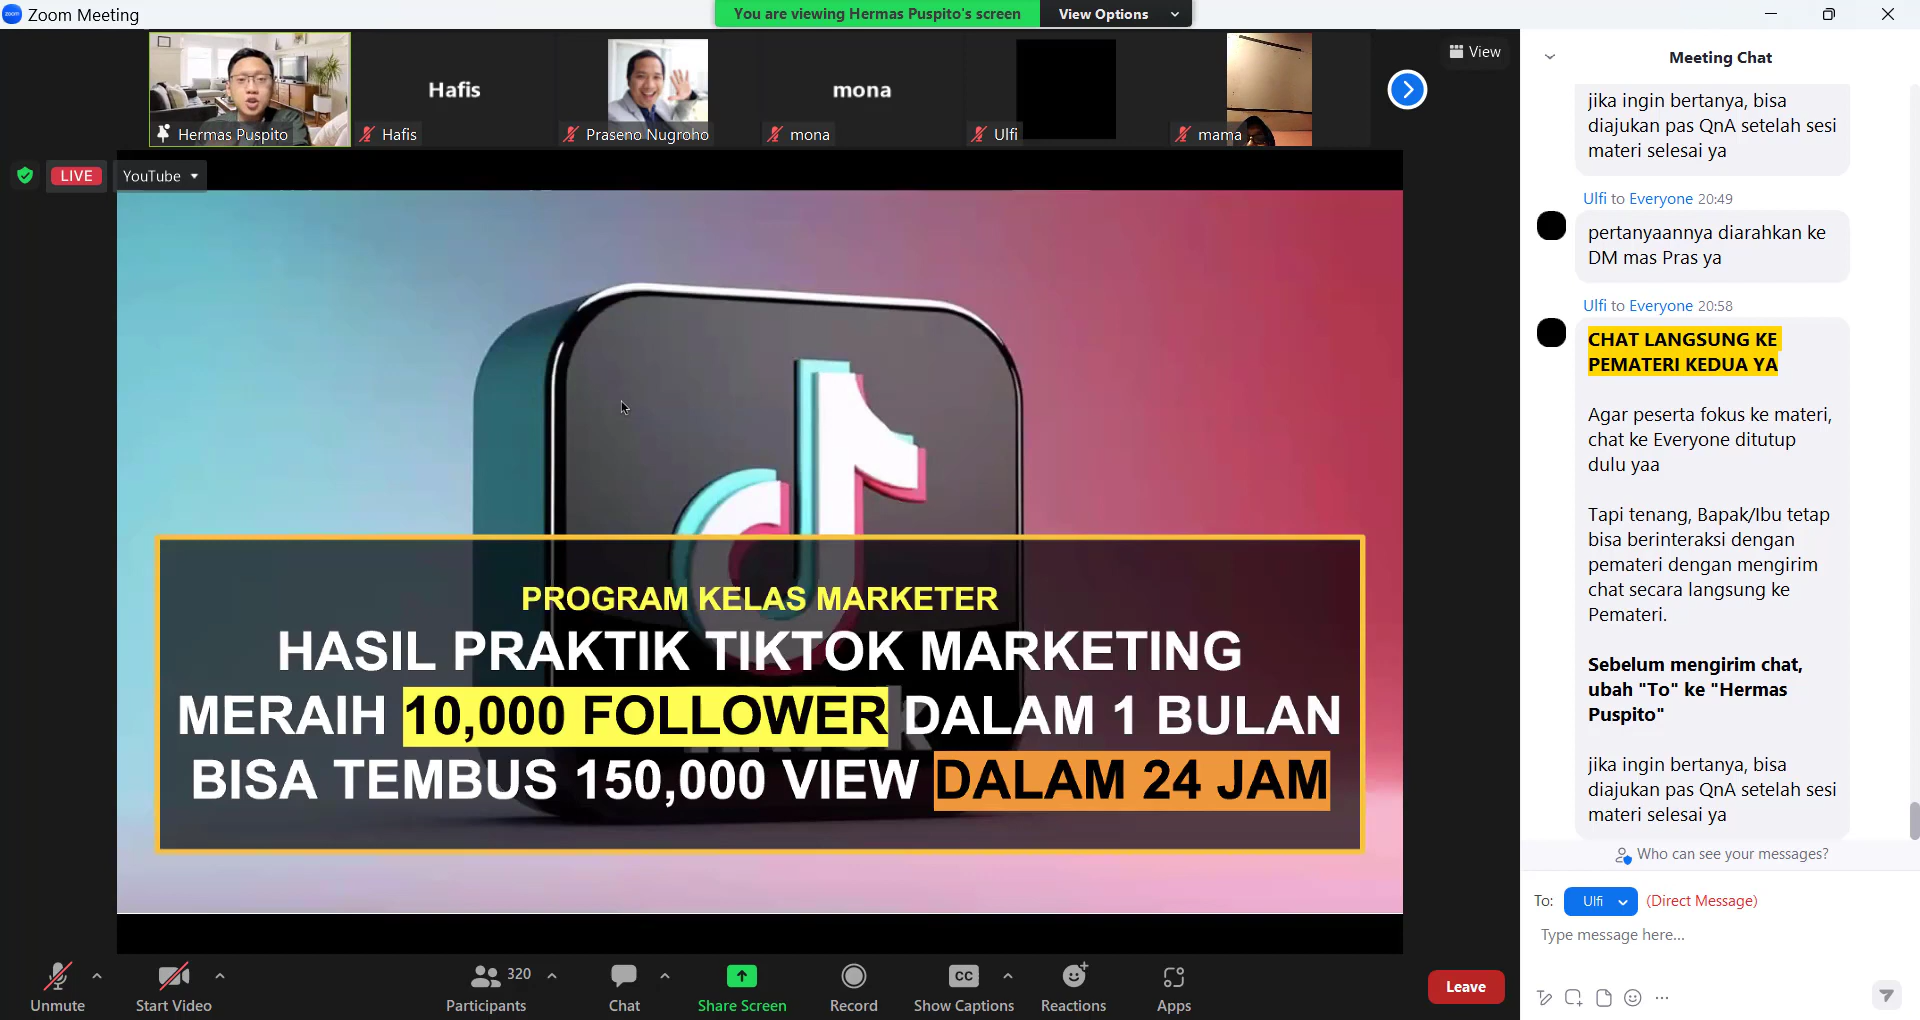 Zoom Meeting
You are viewing Hermas Puspito's screen
View Options
View
Hermas Puspito
Hafis
Hafis
Praseno Nugroho
mona
mona
Ulfi
mama
LIVE
YouTube
PROGRAM KELAS MARKETER
HASIL PRAKTIK TIKTOK MARKETING
MERAIH 10,000 FOLLOWER DALAM 1 BULAN
BISA TEMBUS 150,000 VIEW DALAM 24 JAM
Unmute
Start Video
320
Participants
Chat
Share Screen
Record
CC
Show Captions
Reactions
Apps
Leave
Meeting Chat
jika ingin bertanya, bisa
diajukan pas QnA setelah sesi
materi selesai ya
Ulfi to Everyone 20:49
pertanyaannya diarahkan ke
DM mas Pras ya
Ulfi to Everyone 20:58
CHAT LANGSUNG KE
PEMATERI KEDUA YA
Agar peserta fokus ke materi,
chat ke Everyone ditutup
dulu yaa
Tapi tenang, Bapak/Ibu tetap
bisa berinteraksi dengan
pemateri dengan mengirim
chat secara langsung ke
Pemateri.
Sebelum mengirim chat,
ubah "To" ke "Hermas
Puspito"
jika ingin bertanya, bisa
diajukan pas QnA setelah sesi
materi selesai ya
Who can see your messages?
To: Ulfi (Direct Message)
Type message here...